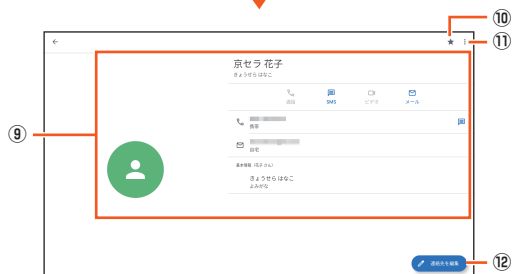 ⑩
⑪
京セラ 花子
きょうせら はなこ
通話 SMS ビデオ メール
携帯
⑨
自宅
基本情報（花子 さん）
きょうせら はなこ
よみがな
連絡先を編集
⑫